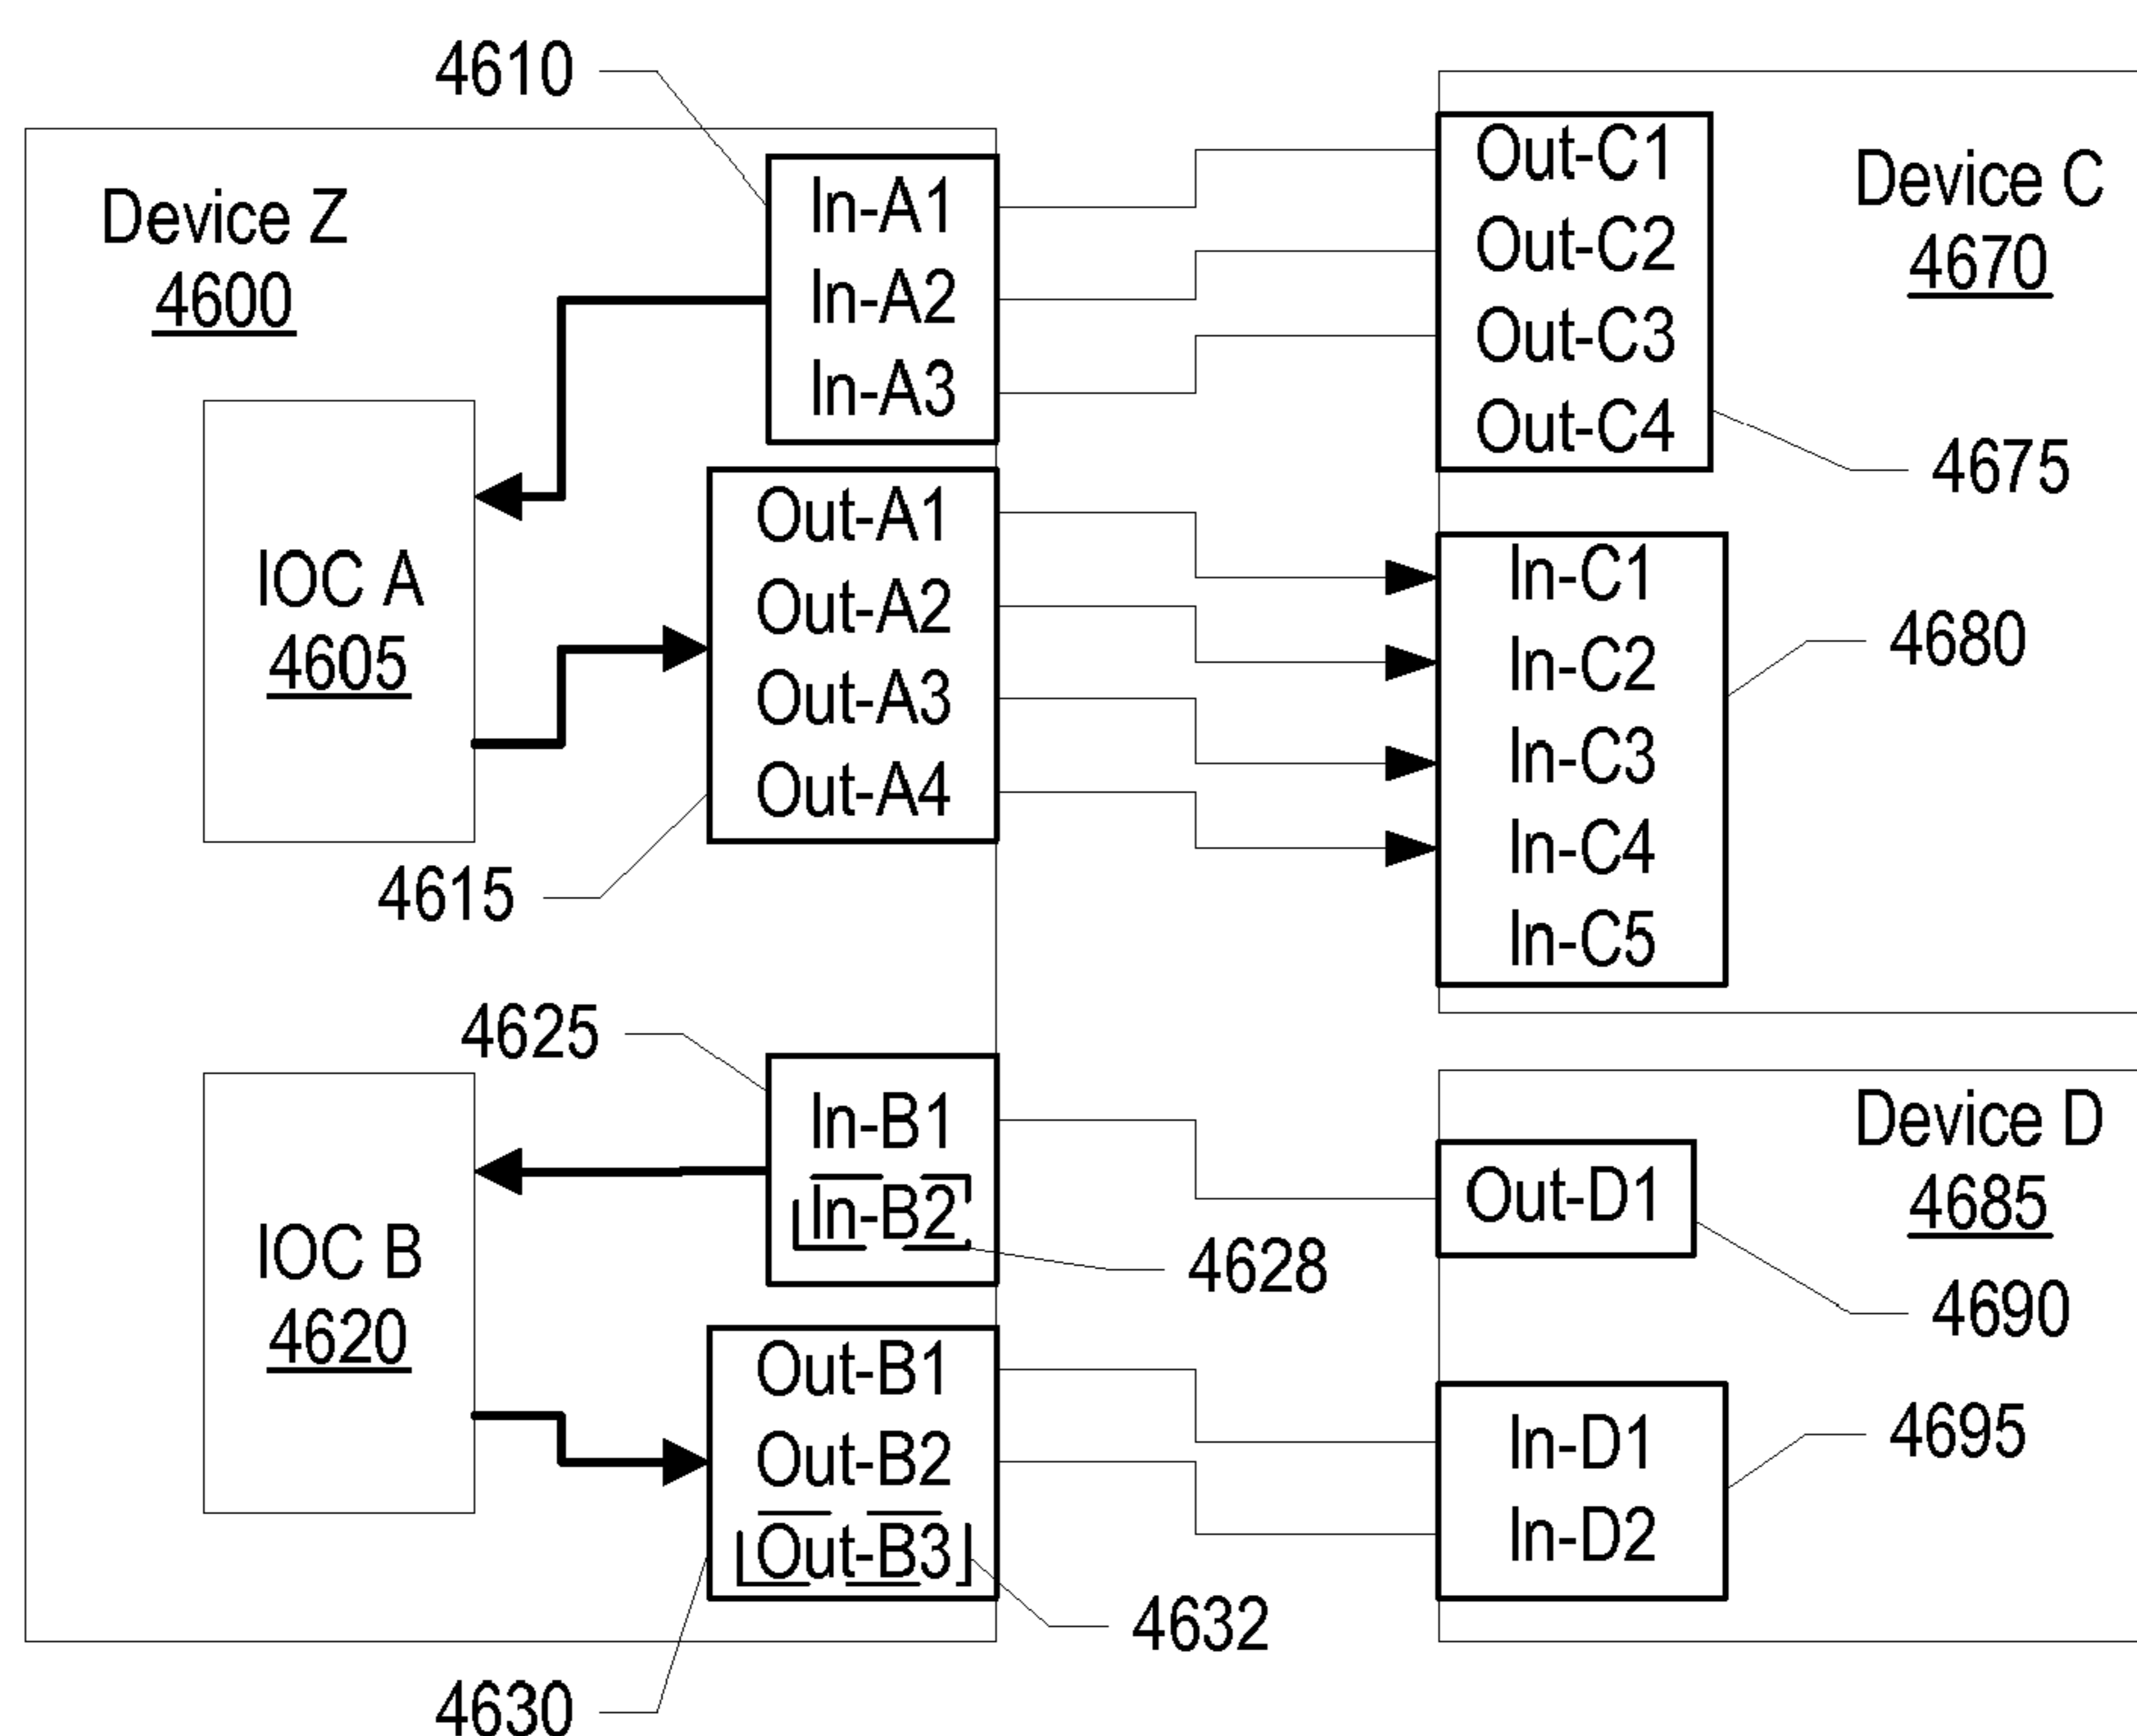 4610
Device Z
4600
In-A1
In-A2
In-A3
IOC A
4605
Out-A1
Out-A2
Out-A3
Out-A4
4615
Out-C1
Out-C2
Out-C3
Out-C4
Device C
4670
4675
In-C1
In-C2
In-C3
In-C4
In-C5
4680
4625
In-B1
In-B2
4628
IOC B
4620
Out-B1
Out-B2
Out-B3
4632
4630
Device D
4685
Out-D1
4690
In-D1
In-D2
4695